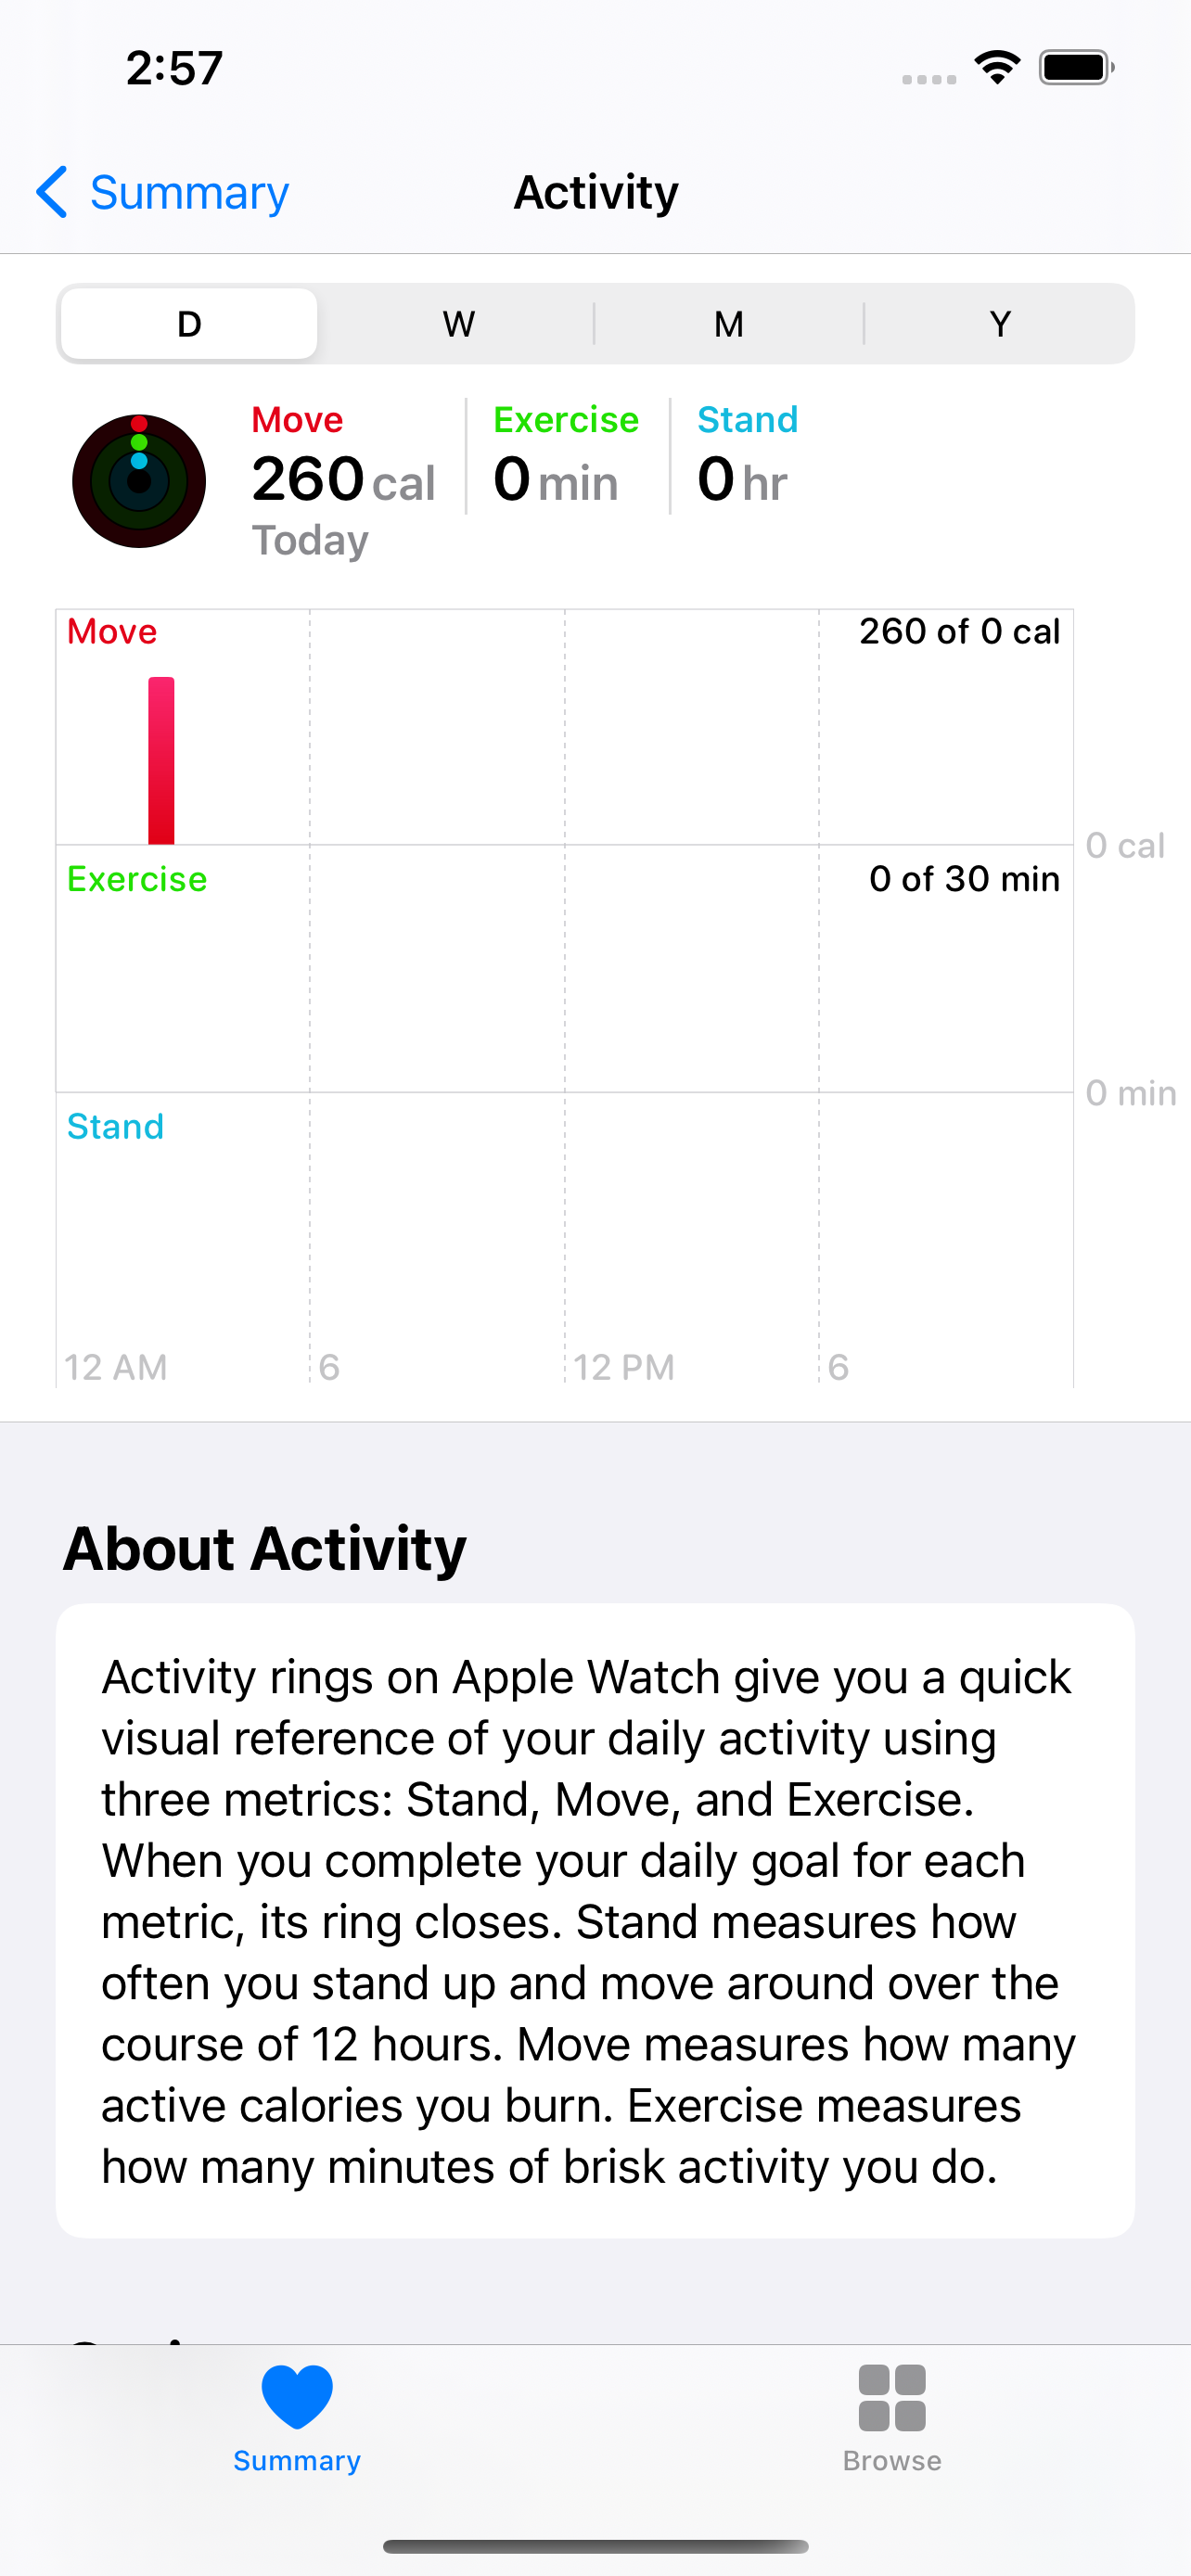 2:57
Summary
Activity
D W M Y
Move Exercise Stand
260 cal 0 min 0 hr
Today
Move 260 of 0 cal
0 cal
Exercise 0 of 30 min
0 min
Stand
12 AM 6 12 PM 6
About Activity
Activity rings on Apple Watch give you a quick
visual reference of your daily activity using
three metrics: Stand, Move, and Exercise.
When you complete your daily goal for each
metric, its ring closes. Stand measures how
often you stand up and move around over the
course of 12 hours. Move measures how many
active calories you burn. Exercise measures
how many minutes of brisk activity you do.
Summary Browse